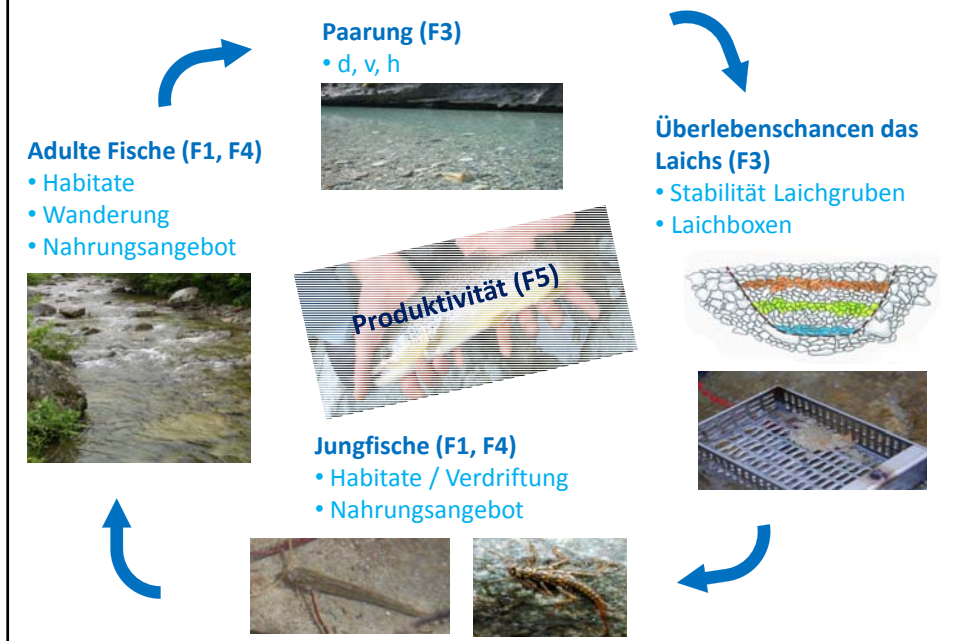 Paarung (F3)
• d, v, h
Überlebenschancen das
Laichs (F3)
• Stabilität Laichgruben
• Laichboxen
Jungfische (F1, F4)
• Habitate / Verdriftung
• Nahrungsangebot
Adulte Fische (F1, F4)
• Habitate
• Wanderung
• Nahrungsangebot
Produktivität (F5)